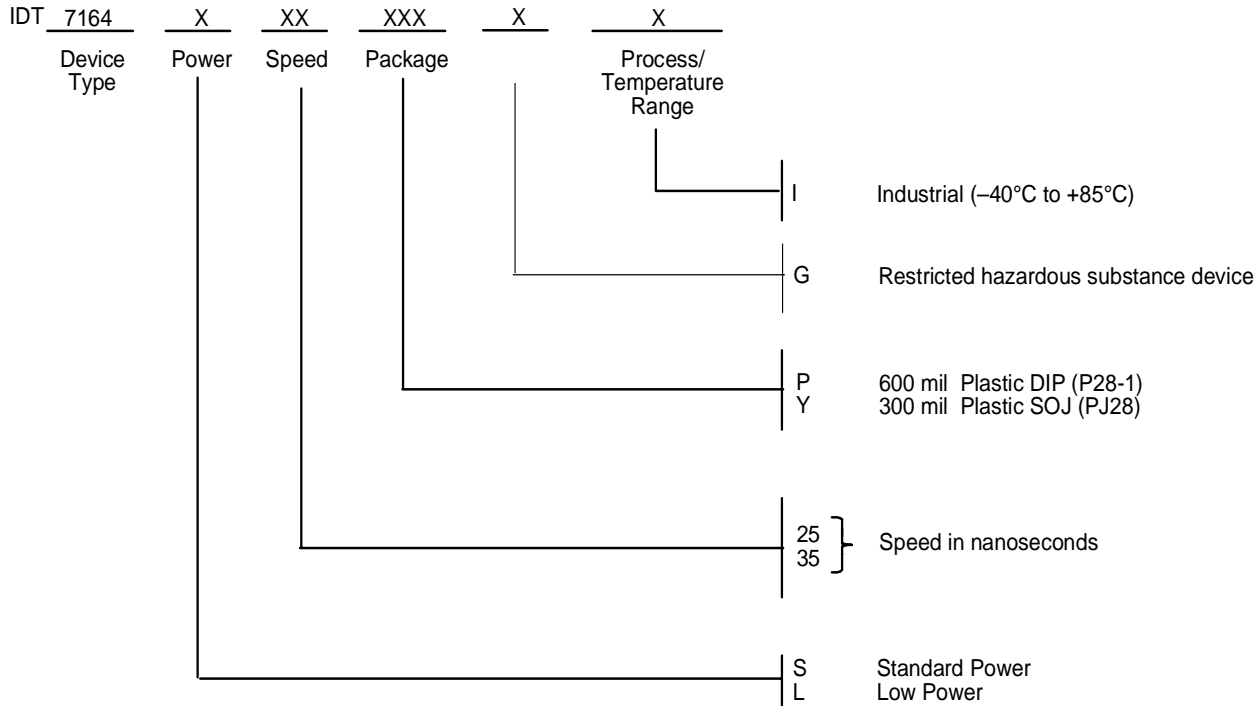 IDT 7164 X XX XXX X X
Device Type
Power
Speed
Package
Process/
Temperature
Range
I Industrial (–40°C to +85°C)
G Restricted hazardous substance device
P 600 mil Plastic DIP (P28-1)
Y 300 mil Plastic SOJ (PJ28)
25
35
Speed in nanoseconds
S Standard Power
L Low Power